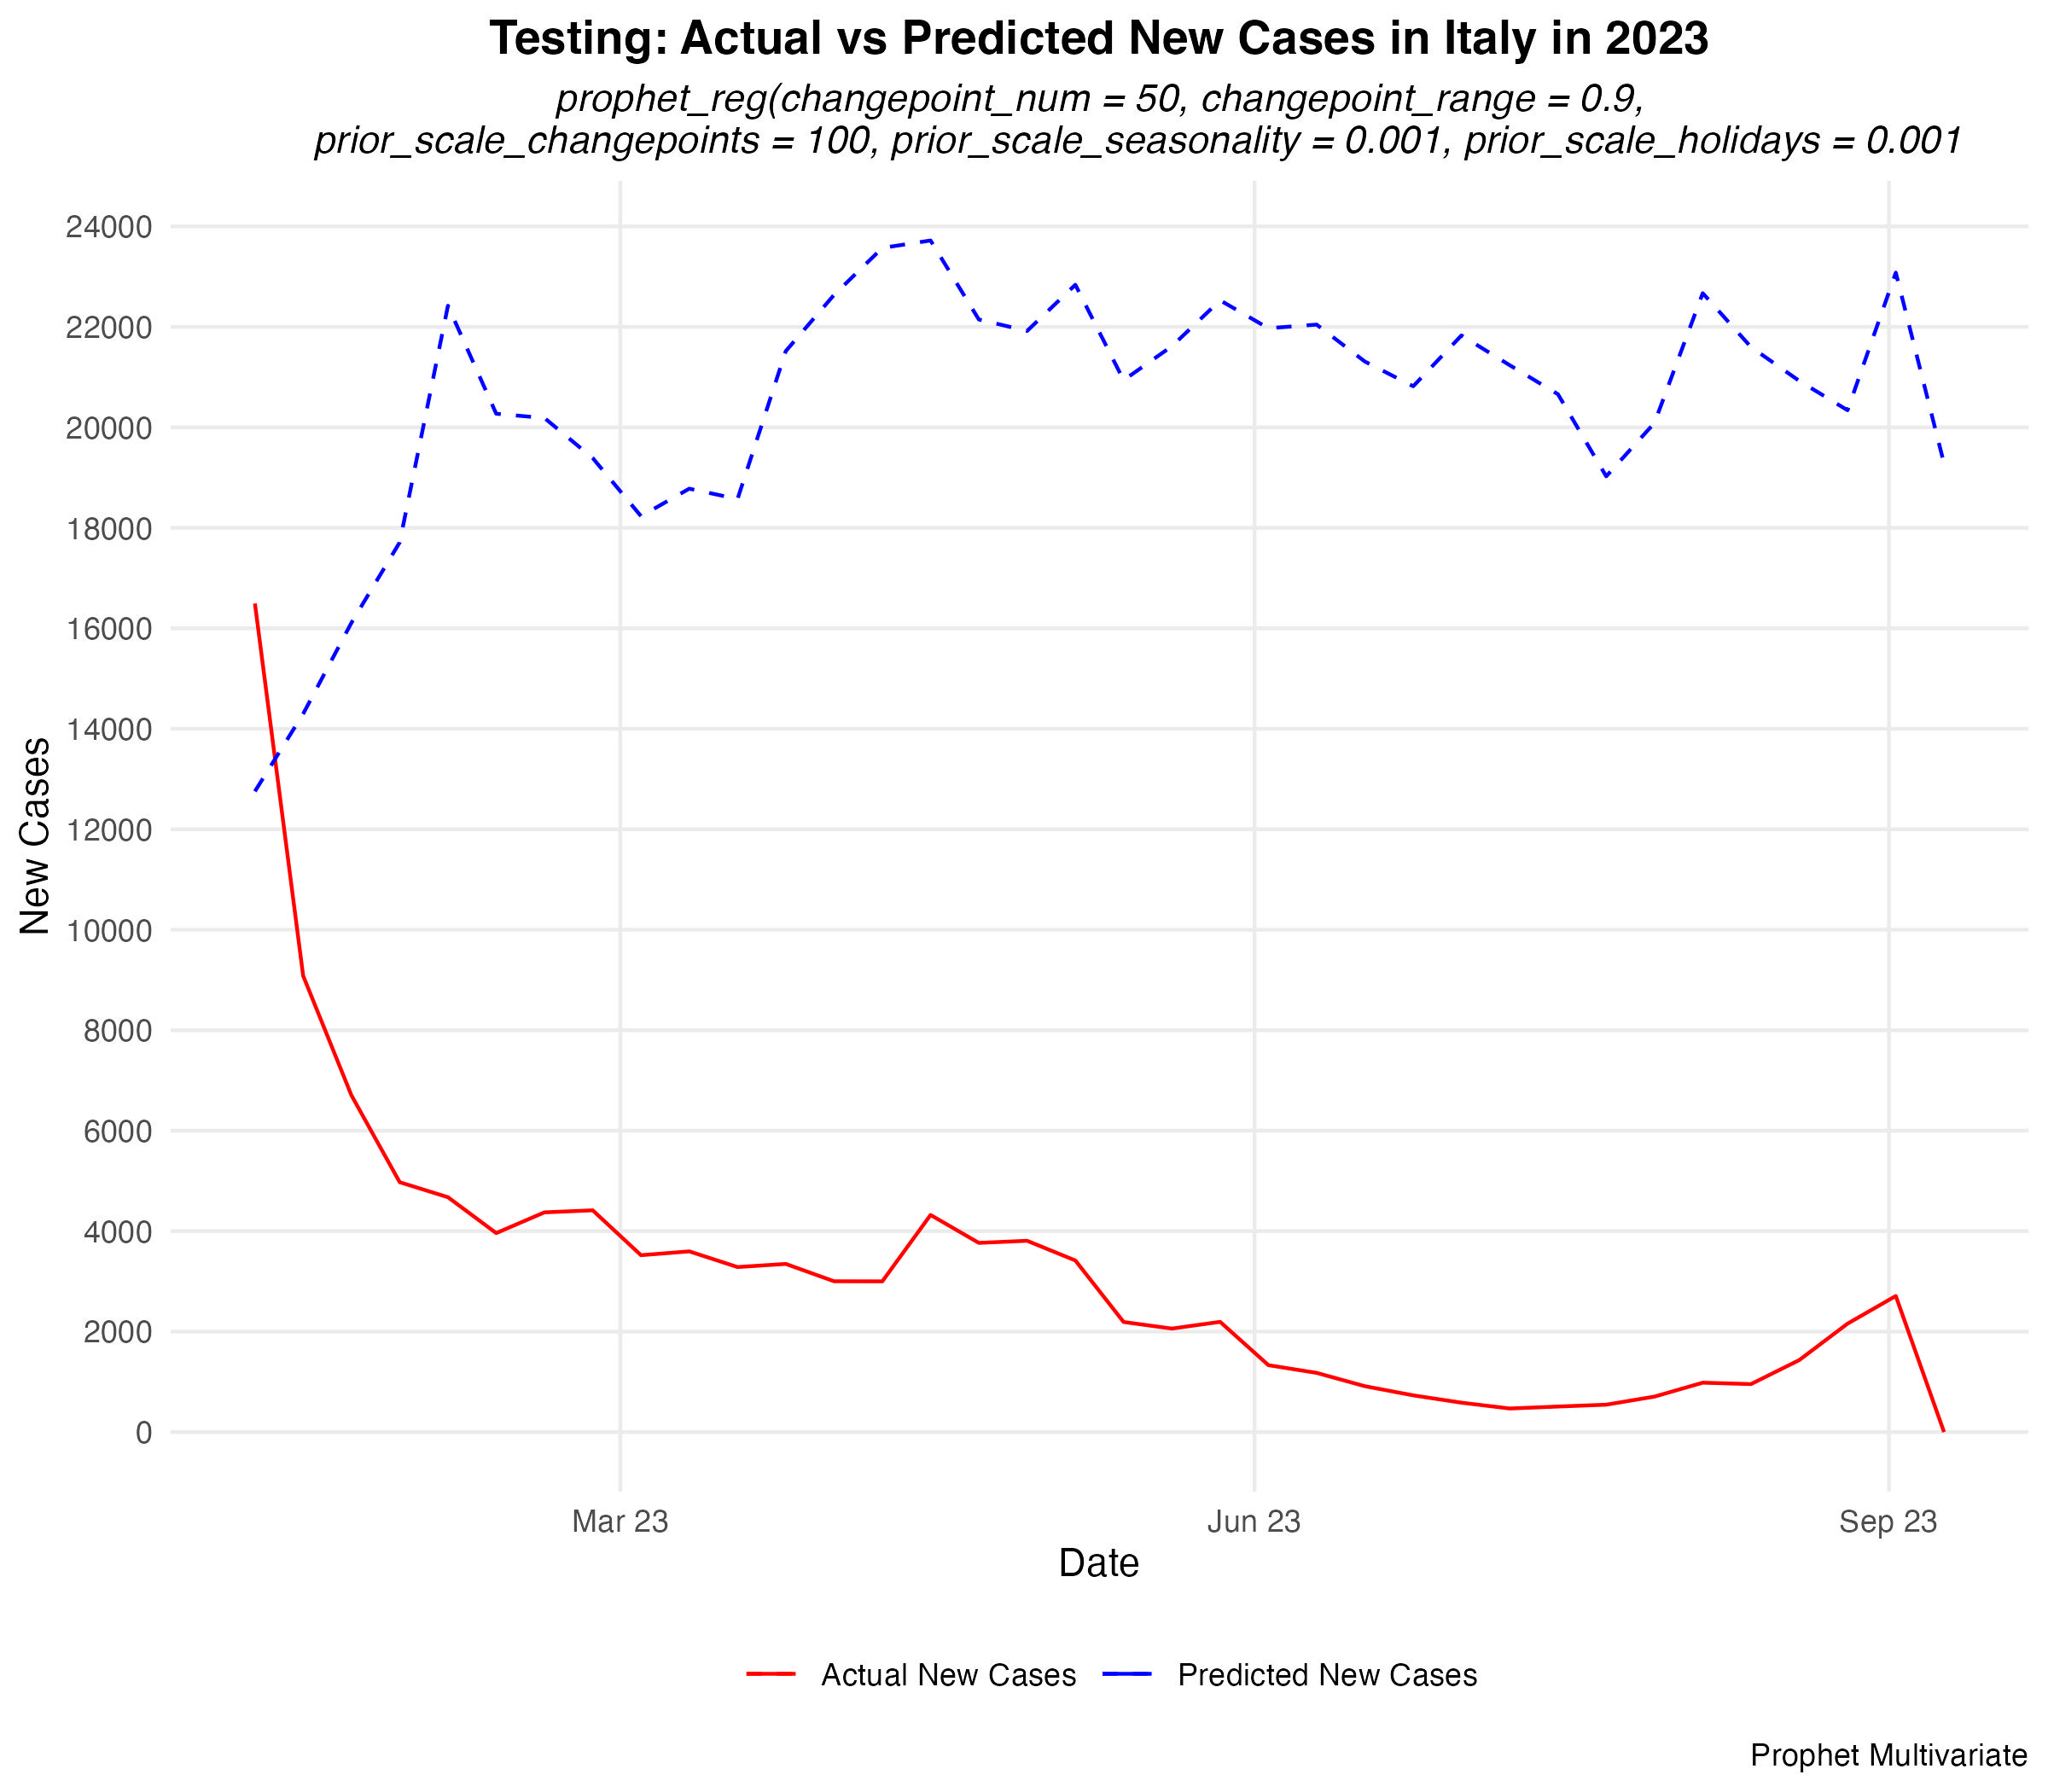 Testing: Actual vs Predicted New Cases in Italy in 2023
prophet_reg(changepoint_num = 50, changepoint_range = 0.9,
prior_scale_changepoints = 100, prior_scale_seasonality = 0.001, prior_scale_holidays = 0.001
24000
22000
20000
18000
16000
14000
12000
10000
8000
6000
4000
2000
0
New Cases
Mar 23
Jun 23
Sep 23
Date
Actual New Cases
Predicted New Cases
Prophet Multivariate